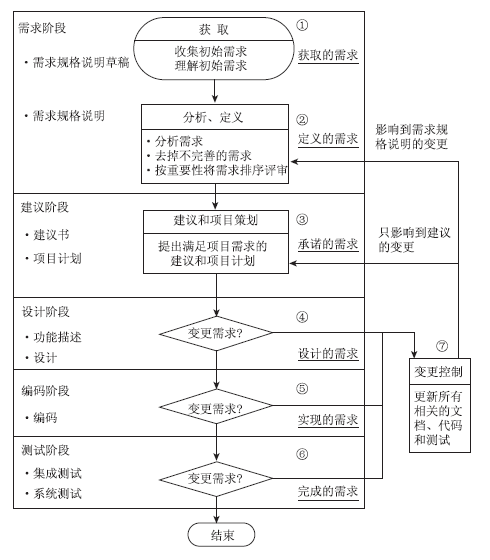 需求阶段
·需求规格说明草稿
·需求规格说明
获 取
收集初始需求
理解初始需求
①
获取的需求
分析、定义
·分析需求
·去掉不完善的需求
·按重要性将需求排序评审
②
定义的需求
影响到需求规
格说明的变更
建议阶段
·建议书
·项目计划
建议和项目策划
提出满足项目需求的
建议和项目计划
③
承诺的需求
只影响到建议
的变更
设计阶段
·功能描述
·设计
变更需求?
④
设计的需求
⑦
变更控制
更新所有
相关的文
档、代码
和测试
编码阶段
·编码
变更需求?
⑤
实现的需求
测试阶段
·集成测试
·系统测试
变更需求?
⑥
完成的需求
结束